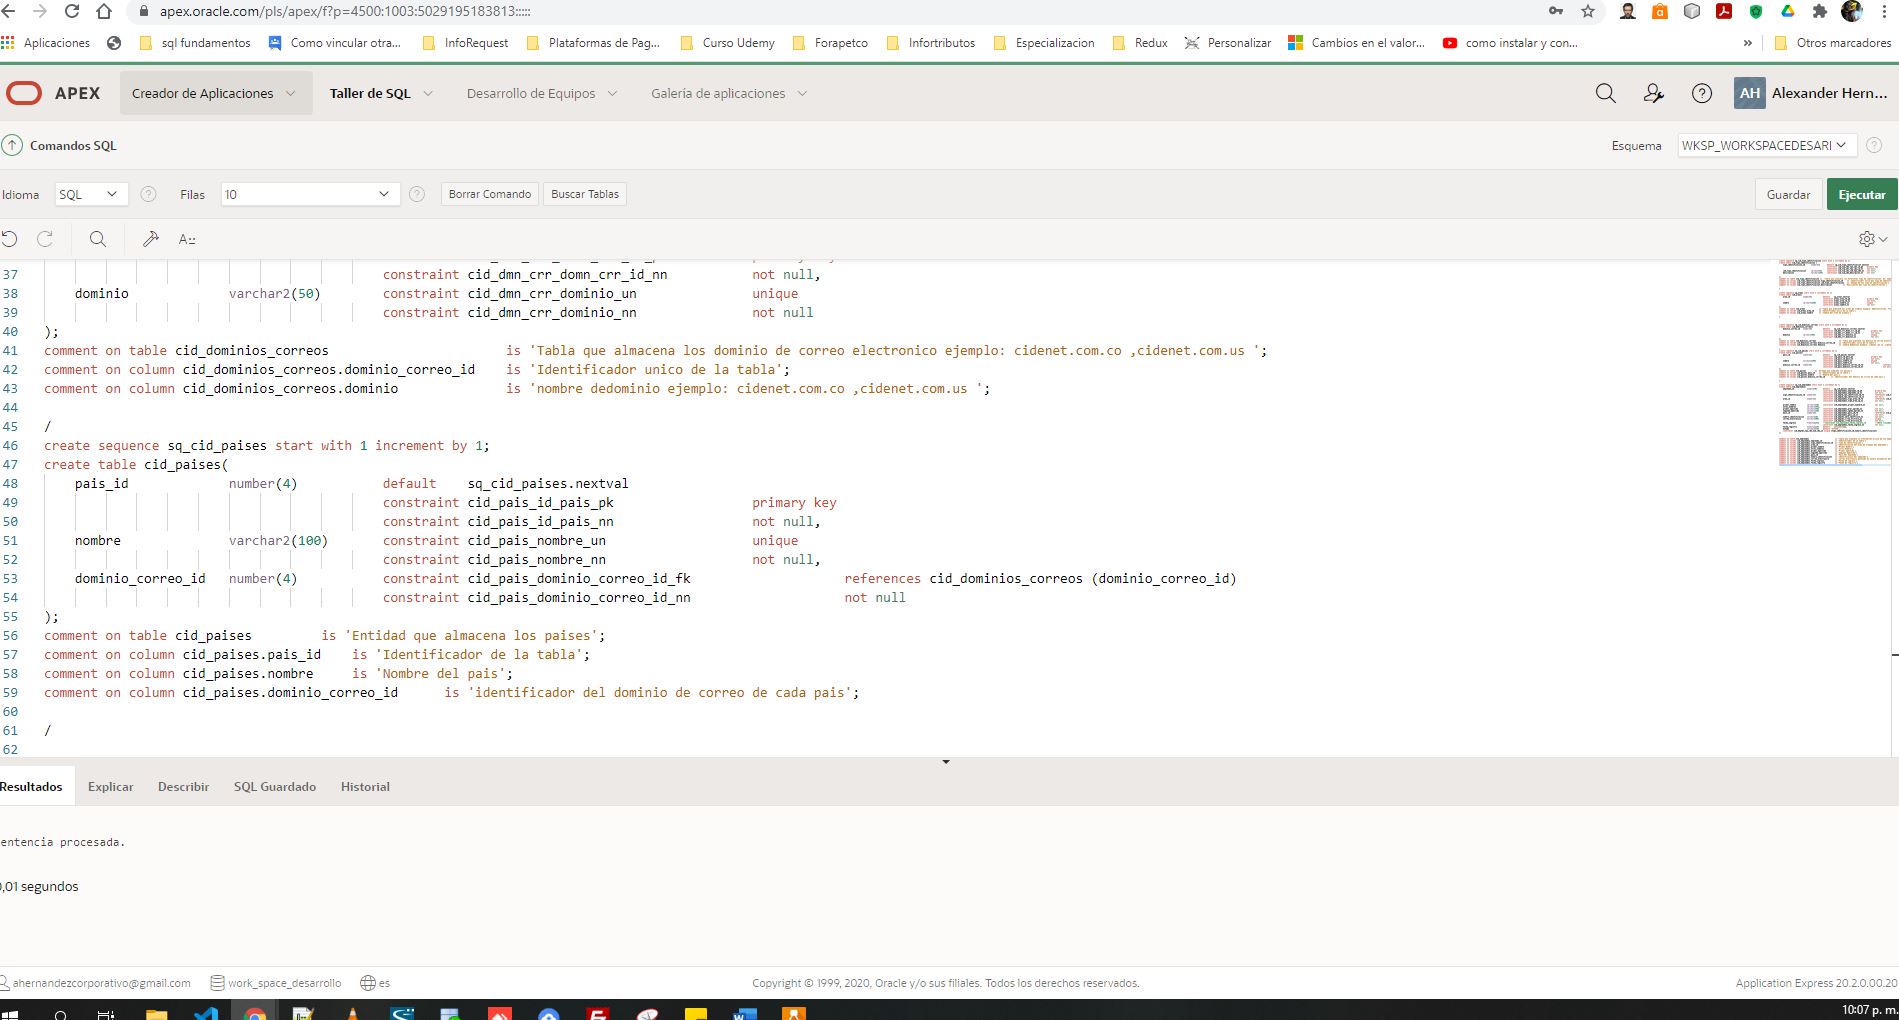 apex.oracle.com/pls/apex/f?p=4500:1003:5029195183813:::::
Aplicaciones sql fundamentos Como vincular otra... InfoRequest Plataformas de Pag... Curso Udemy Forapetco Infortributos Especializacion Redux Personalizar Cambios en el valor... como instalar y con... » Otros marcadores
APEX Creador de Aplicaciones Taller de SQL Desarrollo de Equipos Galería de aplicaciones AH Alexander Hern...
Comandos SQL Esquema WKSP_WORKSPACEDESARI
Idioma SQL Filas 10 Borrar Comando Buscar Tablas Guardar Ejecutar
A::
37 constraint cid_dmn_crr_domn_crr_id_nn not null,
38 dominio varchar2(50) constraint cid_dmn_crr_dominio_un unique
39 constraint cid_dmn_crr_dominio_nn not null
40 );
41 comment on table cid_dominios_correos is 'Tabla que almacena los dominio de correo electronico ejemplo: cidenet.com.co ,cidenet.com.us ';
42 comment on column cid_dominios_correos.dominio_correo_id is 'Identificador unico de la tabla';
43 comment on column cid_dominios_correos.dominio is 'nombre dedominio ejemplo: cidenet.com.co ,cidenet.com.us ';
44
45 /
46 create sequence sq_cid_paises start with 1 increment by 1;
47 create table cid_paises(
48 pais_id number(4) default sq_cid_paises.nextval
49 constraint cid_pais_id_pais_pk primary key
50 constraint cid_pais_id_pais_nn not null,
51 nombre varchar2(100) constraint cid_pais_nombre_un unique
52 constraint cid_pais_nombre_nn not null,
53 dominio_correo_id number(4) constraint cid_pais_dominio_correo_id_fk references cid_dominios_correos (dominio_correo_id)
54 constraint cid_pais_dominio_correo_id_nn not null
55 );
56 comment on table cid_paises is 'Entidad que almacena los paises';
57 comment on column cid_paises.pais_id is 'Identificador de la tabla';
58 comment on column cid_paises.nombre is 'Nombre del pais';
59 comment on column cid_paises.dominio_correo_id is 'identificador del dominio de correo de cada pais';
60
61 /
62
Resultados Explicar Describir SQL Guardado Historial
entencia procesada.
0,01 segundos
ahernandezcorporativo@gmail.com work_space_desarrollo es Copyright © 1999, 2020, Oracle y/o sus filiales. Todos los derechos reservados. Application Express 20.2.0.00.20
10:07 p. m.